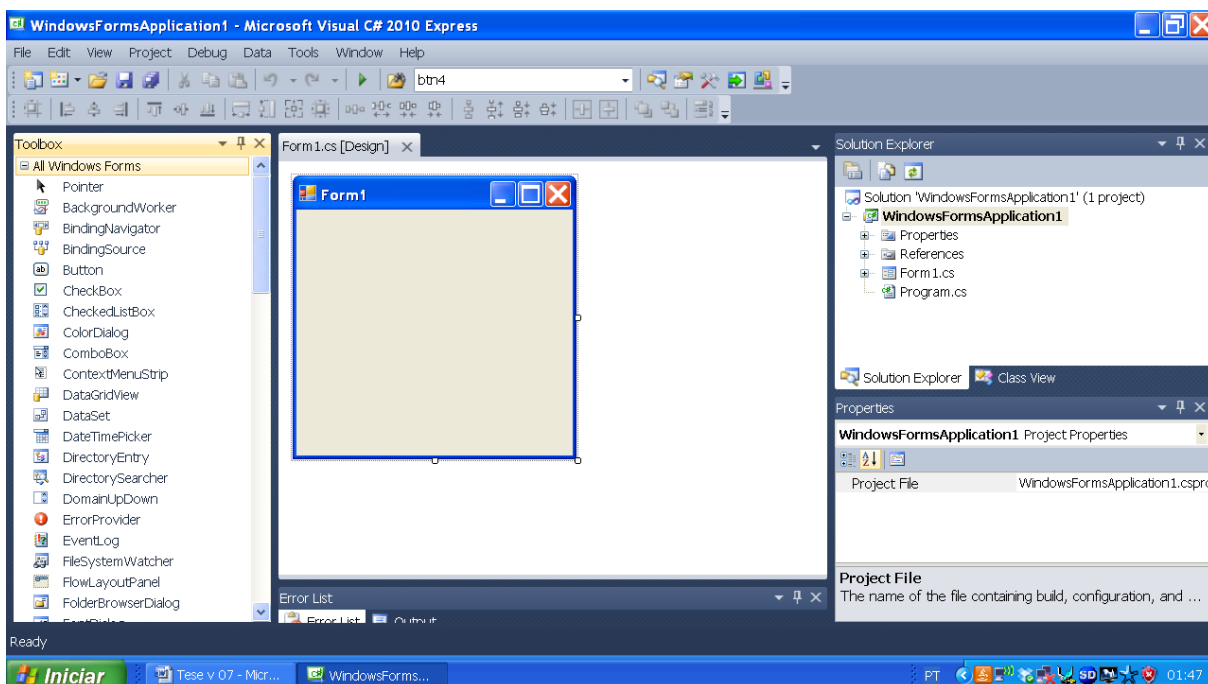 WindowsFormsApplication1 - Microsoft Visual C# 2010 Express
File Edit View Project Debug Data Tools Window Help
btn4
Toolbox
All Windows Forms
Pointer
BackgroundWorker
BindingNavigator
BindingSource
Button
CheckBox
CheckedListBox
ColorDialog
ComboBox
ContextMenuStrip
DataGridView
DataSet
DateTimePicker
DirectoryEntry
DirectorySearcher
DomainUpDown
ErrorProvider
EventLog
FileSystemWatcher
FlowLayoutPanel
FolderBrowserDialog
Form1.cs [Design]
Form1
Error List
Error List Output
Solution Explorer
Solution 'WindowsFormsApplication1' (1 project)
WindowsFormsApplication1
Properties
References
Form1.cs
Program.cs
Solution Explorer Class View
Properties
WindowsFormsApplication1 Project Properties
Project File WindowsFormsApplication1.cspro
Project File
The name of the file containing build, configuration, and ...
Ready
Iniciar Tese v 07 - Micr... WindowsForms... PT SD 01:47